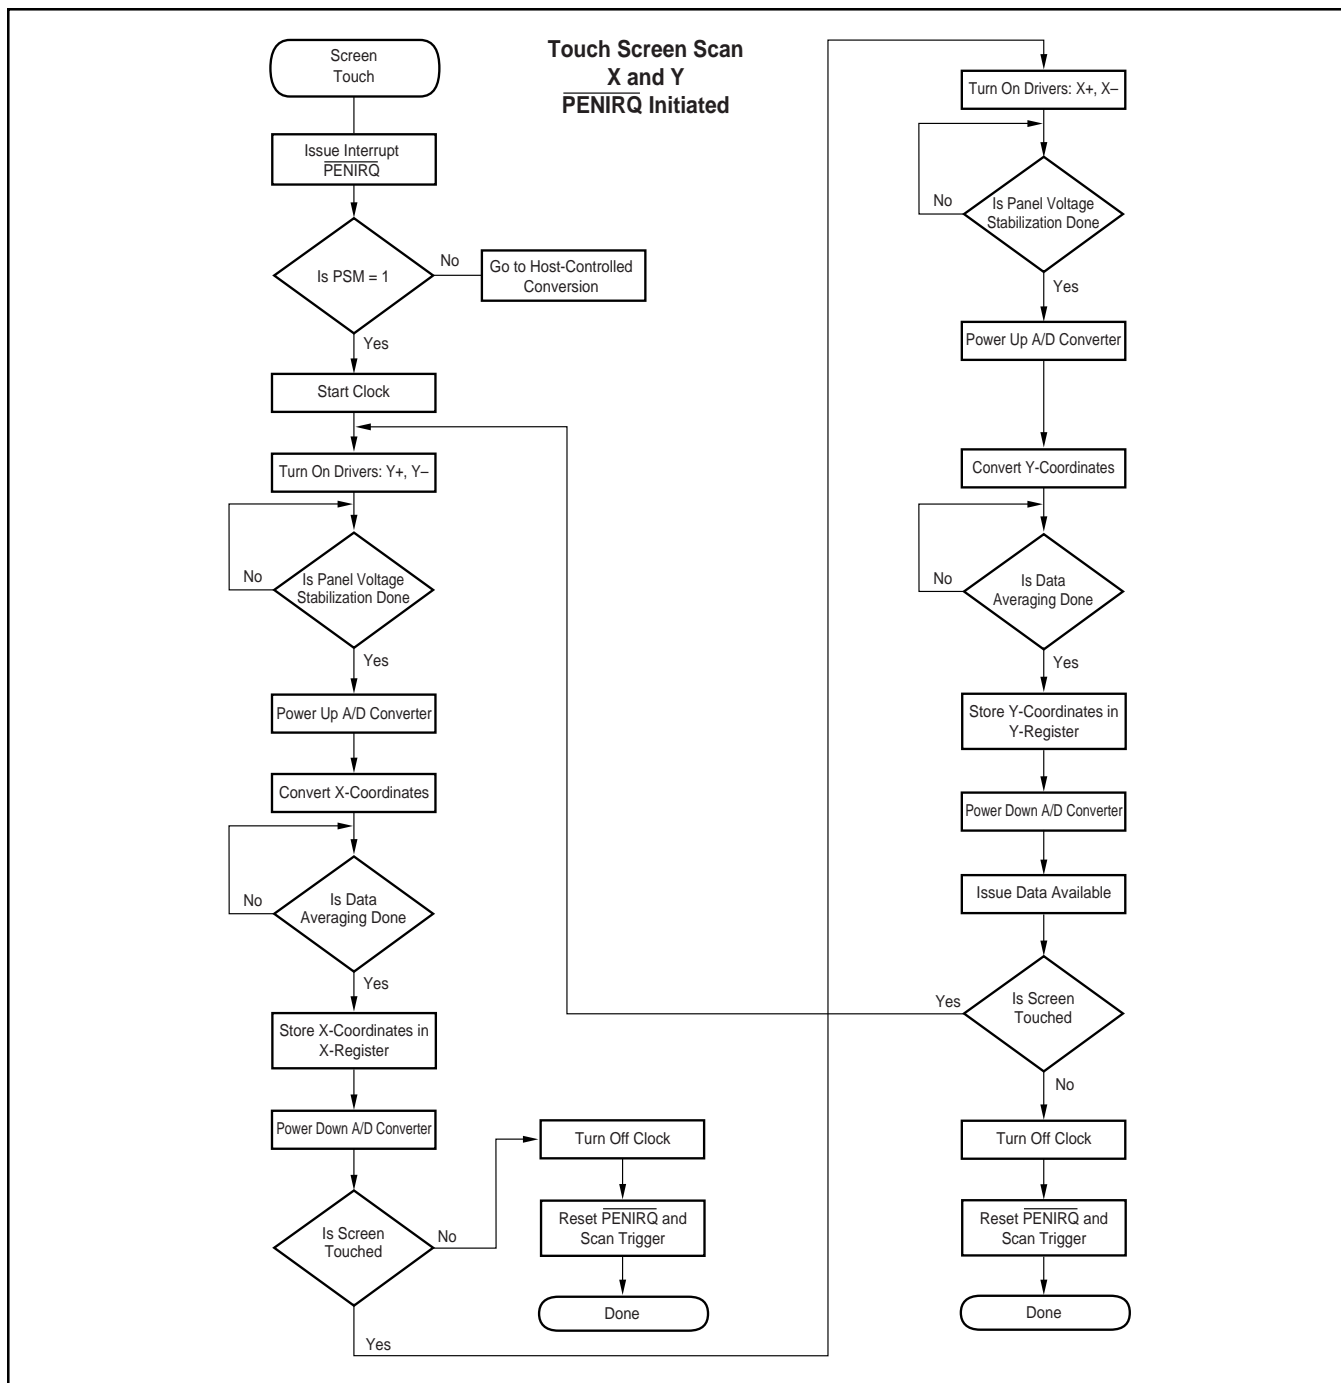 Touch Screen Scan
X and Y
PENIRQ Initiated
Screen
Touch
Issue Interrupt
PENIRQ
Is PSM = 1
No
Go to Host-Controlled
Conversion
Yes
Start Clock
Turn On Drivers: Y+, Y–
Is Panel Voltage
Stabilization Done
No
Yes
Power Up A/D Converter
Convert X-Coordinates
Is Data
Averaging Done
No
Yes
Store X-Coordinates in
X-Register
Power Down A/D Converter
Is Screen
Touched
No
Turn Off Clock
Reset PENIRQ and
Scan Trigger
Done
Yes
Turn On Drivers: X+, X–
Is Panel Voltage
Stabilization Done
No
Yes
Power Up A/D Converter
Convert Y-Coordinates
Is Data
Averaging Done
No
Yes
Store Y-Coordinates in
Y-Register
Power Down A/D Converter
Issue Data Available
Is Screen
Touched
Yes
No
Turn Off Clock
Reset PENIRQ and
Scan Trigger
Done